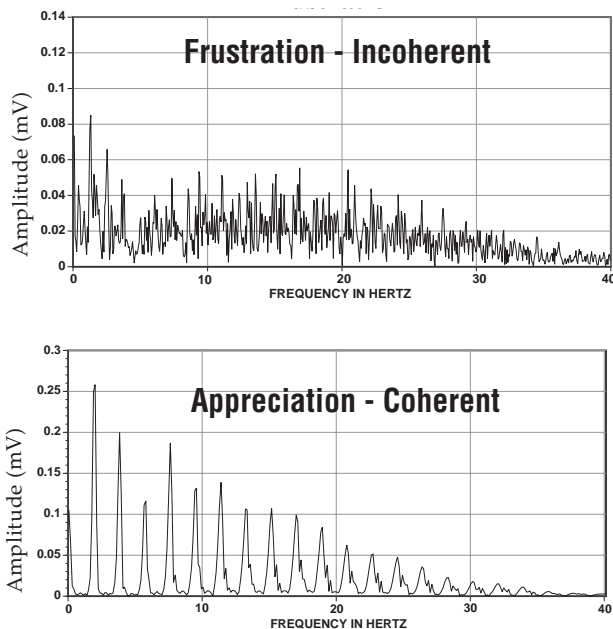 0.14
Frustration - Incoherent
0.12
0.1
0.08
0.06
0.04
0.02
0
Amplitude (mV)
0 10 20 30 40
FREQUENCY IN HERTZ
0.3
Appreciation - Coherent
0.25
0.2
0.15
0.1
0.05
0
Amplitude (mV)
0 10 20 30 40
FREQUENCY IN HERTZ